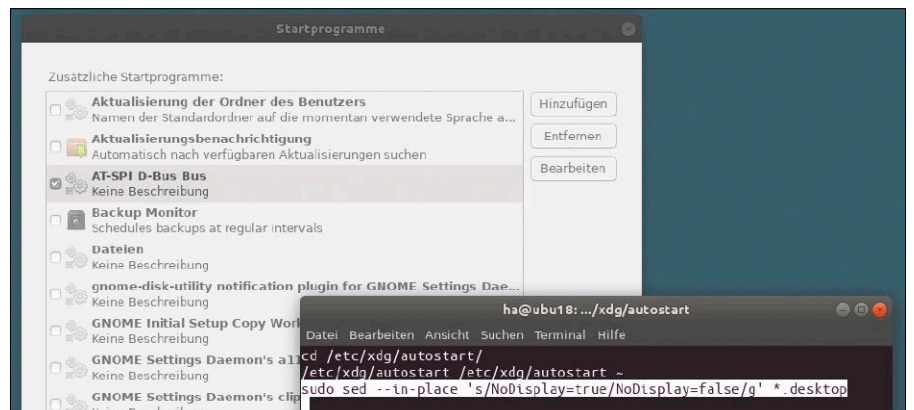 Startprogramme
Zusätzliche Startprogramme:
Aktualisierung der Ordner des Benutzers
Namen der Standardordner auf die momentan verwendete Sprache a...
Aktualisierungsbenachrichtigung
Automatisch nach verfügbaren Aktualisierungen suchen
AT-SPI D-Bus Bus
Keine Beschreibung
Backup Monitor
Schedules backups at regular intervals
Dateien
Keine Beschreibung
gnome-disk-utility notification plugin for GNOME Settings Dae...
Keine Beschreibung
GNOME Initial Setup Copy Work
Keine Beschreibung
GNOME Settings Daemon's all
Keine Beschreibung
GNOME Settings Daemon's clip
Hinzufügen
Entfernen
Bearbeiten
ha@ubu18: .../xdg/autostart
Datei Bearbeiten Ansicht Suchen Terminal Hilfe
cd /etc/xdg/autostart/
/etc/xdg/autostart /etc/xdg/autostart ~
sudo sed --in-place 's/NoDisplay=true/NoDisplay=false/g' *.desktop